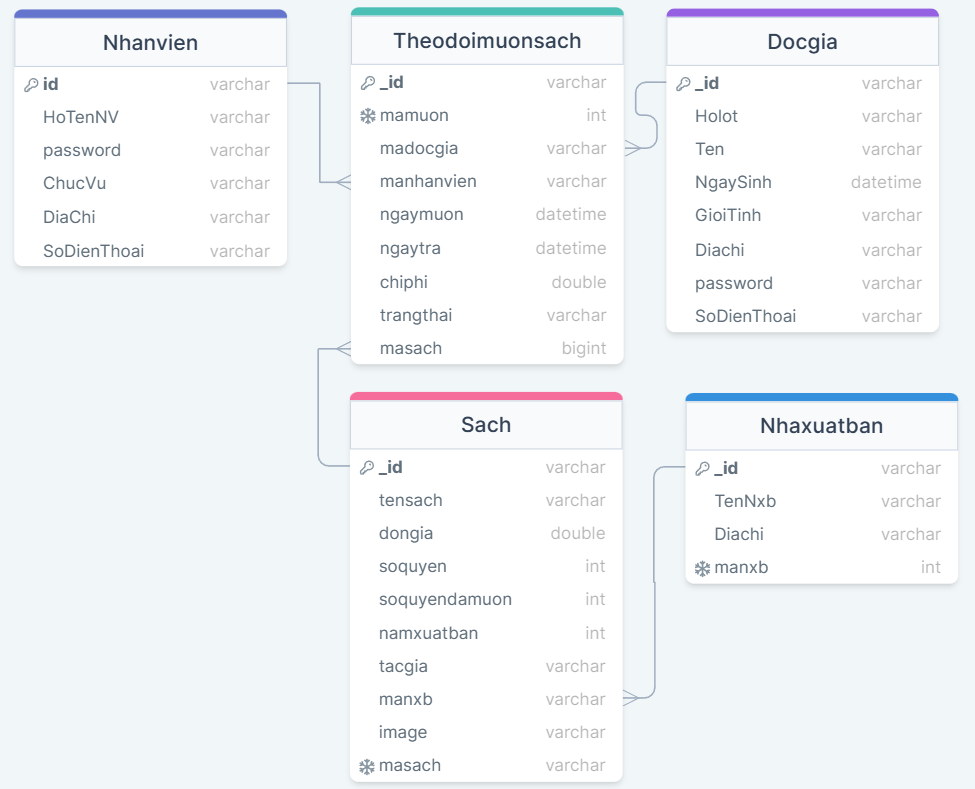 Nhanvien
id varchar
HoTenNV varchar
password varchar
ChucVu varchar
DiaChi varchar
SoDienThoai varchar
Theodoimuonsach
_id varchar
mamuon int
madocgia varchar
manhanvien varchar
ngaymuon datetime
ngaytra datetime
chiphi double
trangthai varchar
masach bigint
Docgia
_id varchar
Holot varchar
Ten varchar
NgaySinh datetime
GioiTinh varchar
Diachi varchar
password varchar
SoDienThoai varchar
Sach
_id varchar
tensach varchar
dongia double
soquyen int
soquyendamuon int
namxuatban int
tacgia varchar
manxb varchar
image varchar
masach varchar
Nhaxuatban
_id varchar
TenNxb varchar
Diachi varchar
manxb int